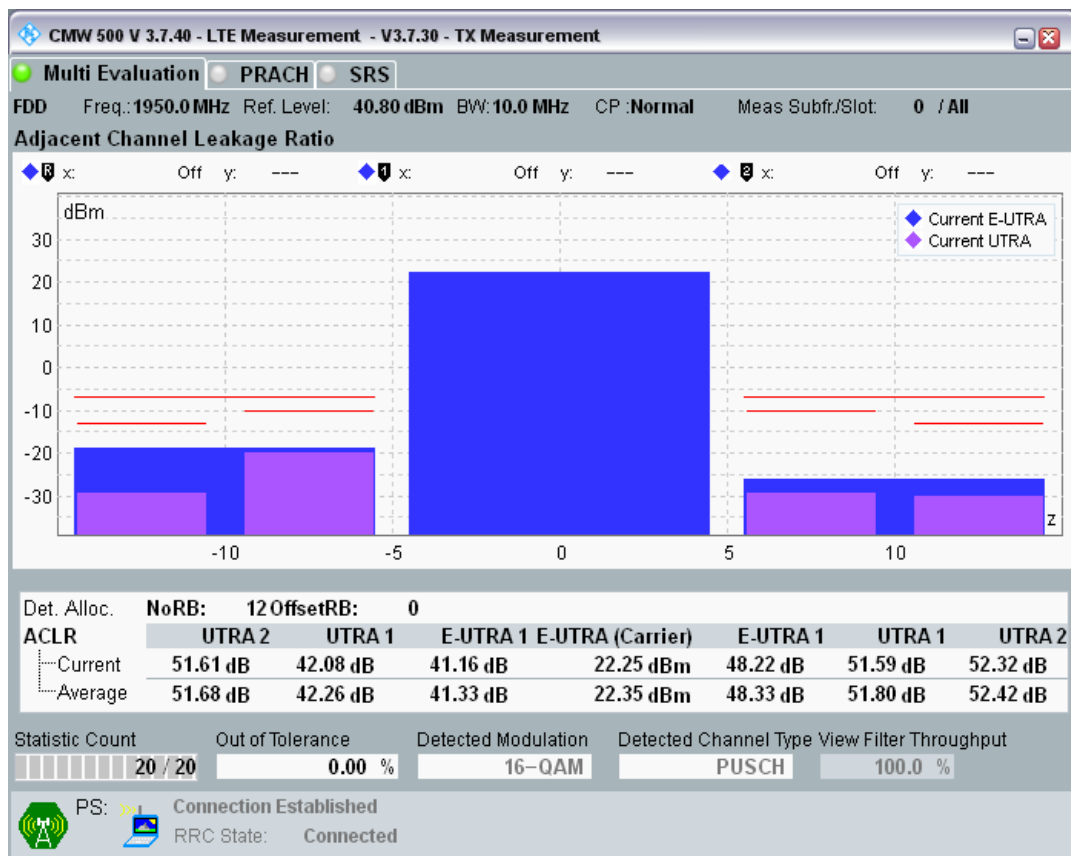 CMW 500 V 3.7.40 - LTE Measurement - V3.7.30 - TX Measurement
Multi Evaluation PRACH SRS
FDD Freq.: 1950.0 MHz Ref. Level: 40.80 dBm BW: 10.0 MHz CP : Normal Meas Subfr./Slot: 0 / All
Adjacent Channel Leakage Ratio
R x: Off y: --- 1 x: Off y: --- 2 x: Off y: ---
dBm
Current E-UTRA
Current UTRA
30
20
10
0
-10
-20
-30
z
-10 -5 0 5 10
Det. Alloc. NoRB: 12 OffsetRB: 0
ACLR UTRA 2 UTRA 1 E-UTRA 1 E-UTRA (Carrier) E-UTRA 1 UTRA 1 UTRA 2
Current 51.61 dB 42.08 dB 41.16 dB 22.25 dBm 48.22 dB 51.59 dB 52.32 dB
Average 51.68 dB 42.26 dB 41.33 dB 22.35 dBm 48.33 dB 51.80 dB 52.42 dB
Statistic Count Out of Tolerance Detected Modulation Detected Channel Type View Filter Throughput
20 / 20 0.00 % 16-QAM PUSCH 100.0 %
PS: Connection Established
RRC State: Connected